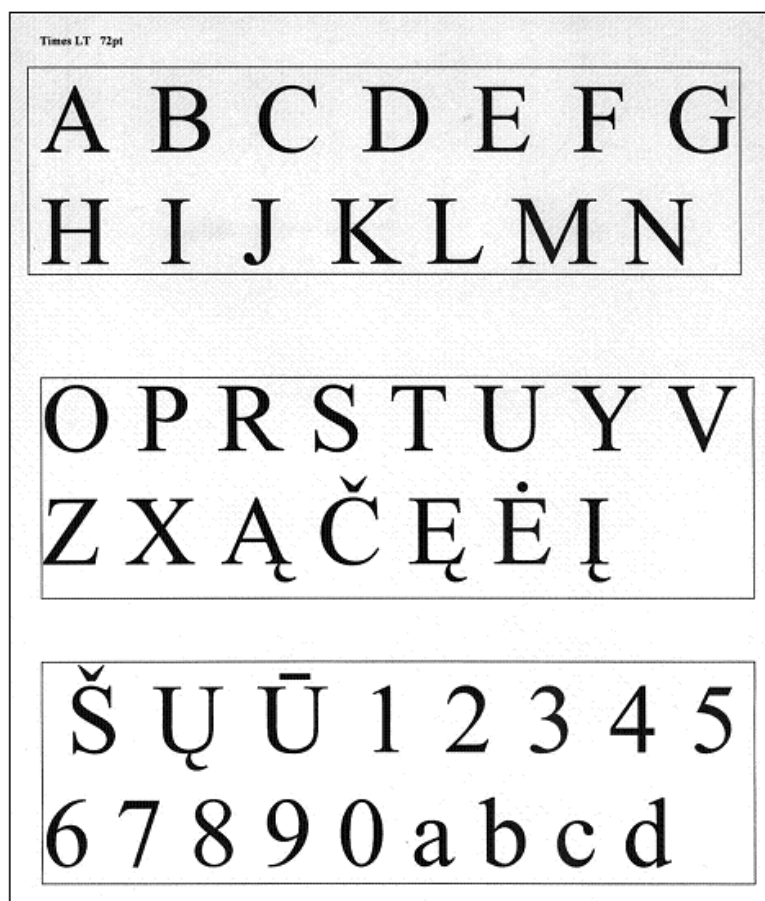 Times LT 72pt
A B C D E F G
H I J K L M N
O P R S T U Y V
Z X Ą Č Ę Ė Į
Š Ų Ū 1 2 3 4 5
6 7 8 9 0 a b c d